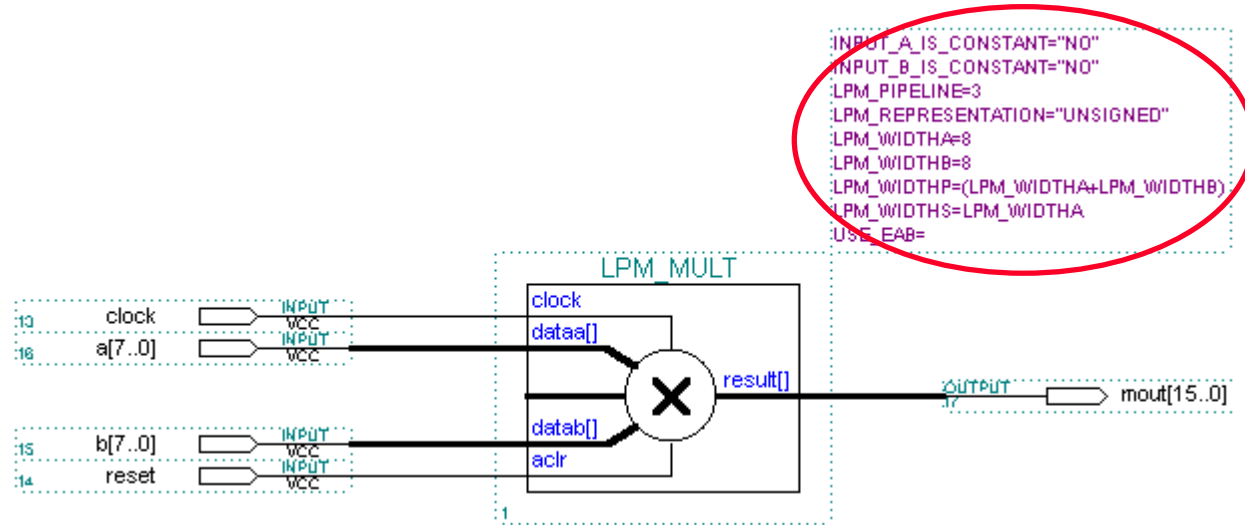 INPUT_A_IS_CONSTANT="NO"
INPUT_B_IS_CONSTANT="NO"
LPM_PIPELINE=3
LPM_REPRESENTATION="UNSIGNED"
LPM_WIDTHA=8
LPM_WIDTHB=8
LPM_WIDTHP=(LPM_WIDTHA+LPM_WIDTHB)
LPM_WIDTHS=LPM_WIDTHA
USE_EAB=
LPM_MULT
clock
13 clock INPUT
VCC
dataa[]
16 a[7..0] INPUT
VCC
result[]
OUTPUT mout[15..0]
17
datab[]
15 b[7..0] INPUT
VCC
aclr
14 reset INPUT
VCC
1